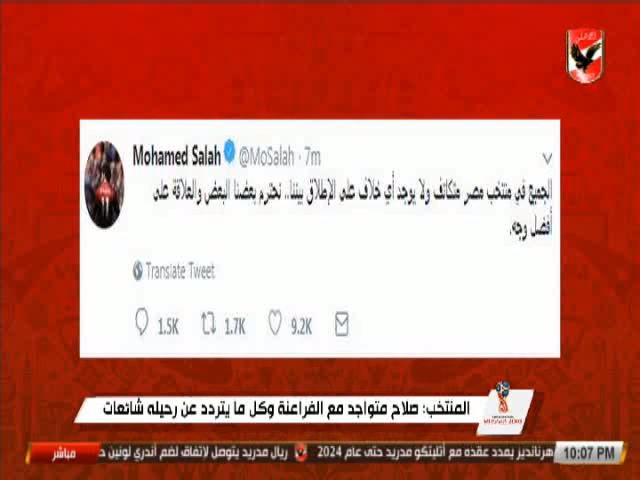 الأهلي
Mohamed Salah @MoSalah · 7m
الجميع في منتخب مصر متكاتف ولا يوجد أي خلاف على الإطلاق بيننا.. نحترم بعضنا البعض والعلاقة على
أفضل وجه.
Translate Tweet
1.5K 1.7K 9.2K
المنتخب: صلاح متواجد مع الفراعنة وكل ما يتردد عن رحيله شائعات
10:07 PM
هرنانديز يمدد عقده مع أتليتكو مدريد حتى عام 2024
ريال مدريد يتوصل لاتفاق لضم أندري لونين
مباشر